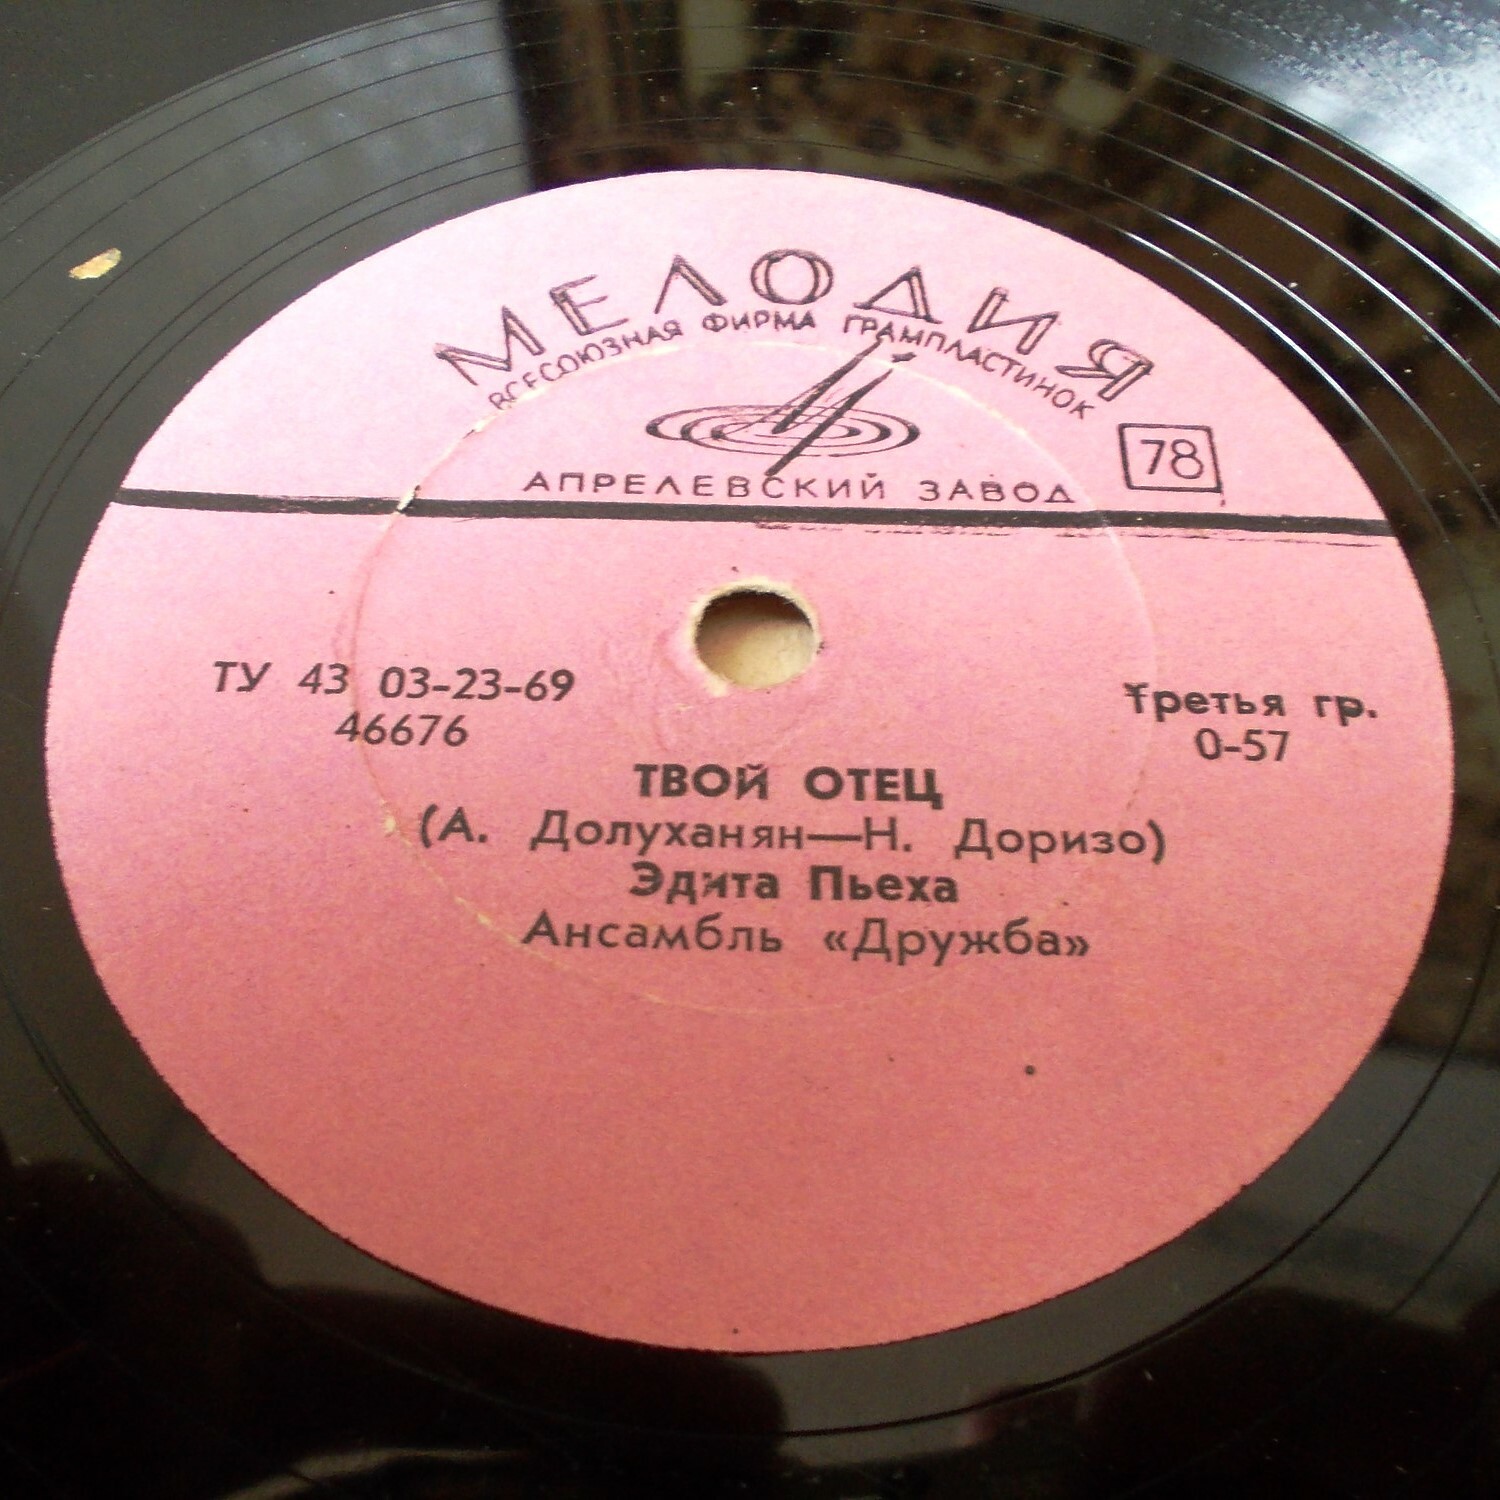 МЕЛОДИЯ
ВСЕСОЮЗНАЯ ФИРМА ГРАМПЛАСТИНОК
АПРЕЛЕВСКИЙ ЗАВОД
78
ТУ 43 03-23-69
46676
Третья гр.
0-57
ТВОЙ ОТЕЦ
(А. Долуханян—Н. Доризо)
Эдита Пьеха
Ансамбль «Дружба»